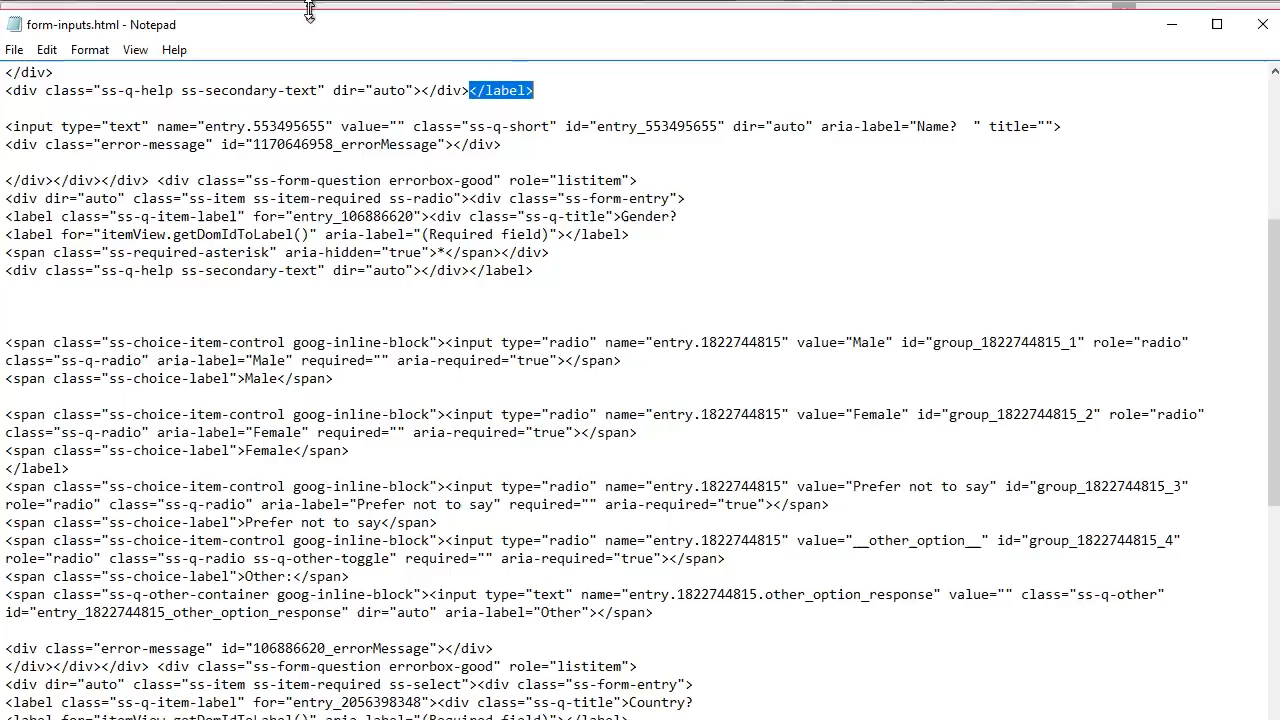 form-inputs.html - Notepad
File Edit Format View Help
</div>
<div class="ss-q-help ss-secondary-text" dir="auto"></div></label>
<input type="text" name="entry.553495655" value="" class="ss-q-short" id="entry_553495655" dir="auto" aria-label="Name?  " title="">
<div class="error-message" id="1170646958_errorMessage"></div>
</div></div></div> <div class="ss-form-question errorbox-good" role="listitem">
<div dir="auto" class="ss-item ss-item-required ss-radio"><div class="ss-form-entry">
<label class="ss-q-item-label" for="entry_106886620"><div class="ss-q-title">Gender?
<label for="itemView.getDomIdToLabel()" aria-label="(Required field)"></label>
<span class="ss-required-asterisk" aria-hidden="true">*</span></div>
<div class="ss-q-help ss-secondary-text" dir="auto"></div></label>
<span class="ss-choice-item-control goog-inline-block"><input type="radio" name="entry.1822744815" value="Male" id="group_1822744815_1" role="radio"
class="ss-q-radio" aria-label="Male" required="" aria-required="true"></span>
<span class="ss-choice-label">Male</span>
<span class="ss-choice-item-control goog-inline-block"><input type="radio" name="entry.1822744815" value="Female" id="group_1822744815_2" role="radio"
class="ss-q-radio" aria-label="Female" required="" aria-required="true"></span>
<span class="ss-choice-label">Female</span>
</label>
<span class="ss-choice-item-control goog-inline-block"><input type="radio" name="entry.1822744815" value="Prefer not to say" id="group_1822744815_3"
role="radio" class="ss-q-radio" aria-label="Prefer not to say" required="" aria-required="true"></span>
<span class="ss-choice-label">Prefer not to say</span>
<span class="ss-choice-item-control goog-inline-block"><input type="radio" name="entry.1822744815" value="__other_option__" id="group_1822744815_4"
role="radio" class="ss-q-radio ss-q-other-toggle" required="" aria-required="true"></span>
<span class="ss-choice-label">Other:</span>
<span class="ss-q-other-container goog-inline-block"><input type="text" name="entry.1822744815.other_option_response" value="" class="ss-q-other"
id="entry_1822744815_other_option_response" dir="auto" aria-label="Other"></span>
<div class="error-message" id="106886620_errorMessage"></div>
</div></div></div> <div class="ss-form-question errorbox-good" role="listitem">
<div dir="auto" class="ss-item ss-item-required ss-select"><div class="ss-form-entry">
<label class="ss-q-item-label" for="entry_2056398348"><div class="ss-q-title">Country?
<label for="itemView.getDomIdToLabel()" aria-label="(Required field)"></label>